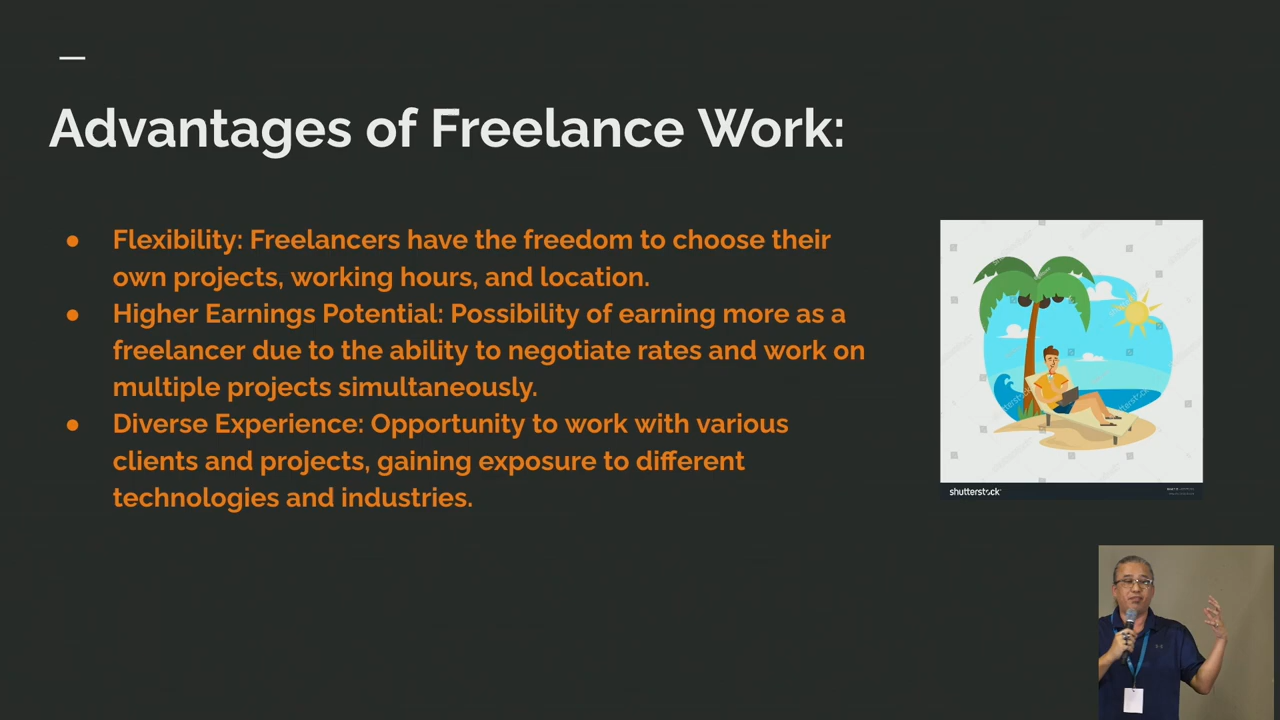 Advantages of Freelance Work:
● Flexibility: Freelancers have the freedom to choose their
own projects, working hours, and location.
● Higher Earnings Potential: Possibility of earning more as a
freelancer due to the ability to negotiate rates and work on
multiple projects simultaneously.
● Diverse Experience: Opportunity to work with various
clients and projects, gaining exposure to different
technologies and industries.
shutterstock